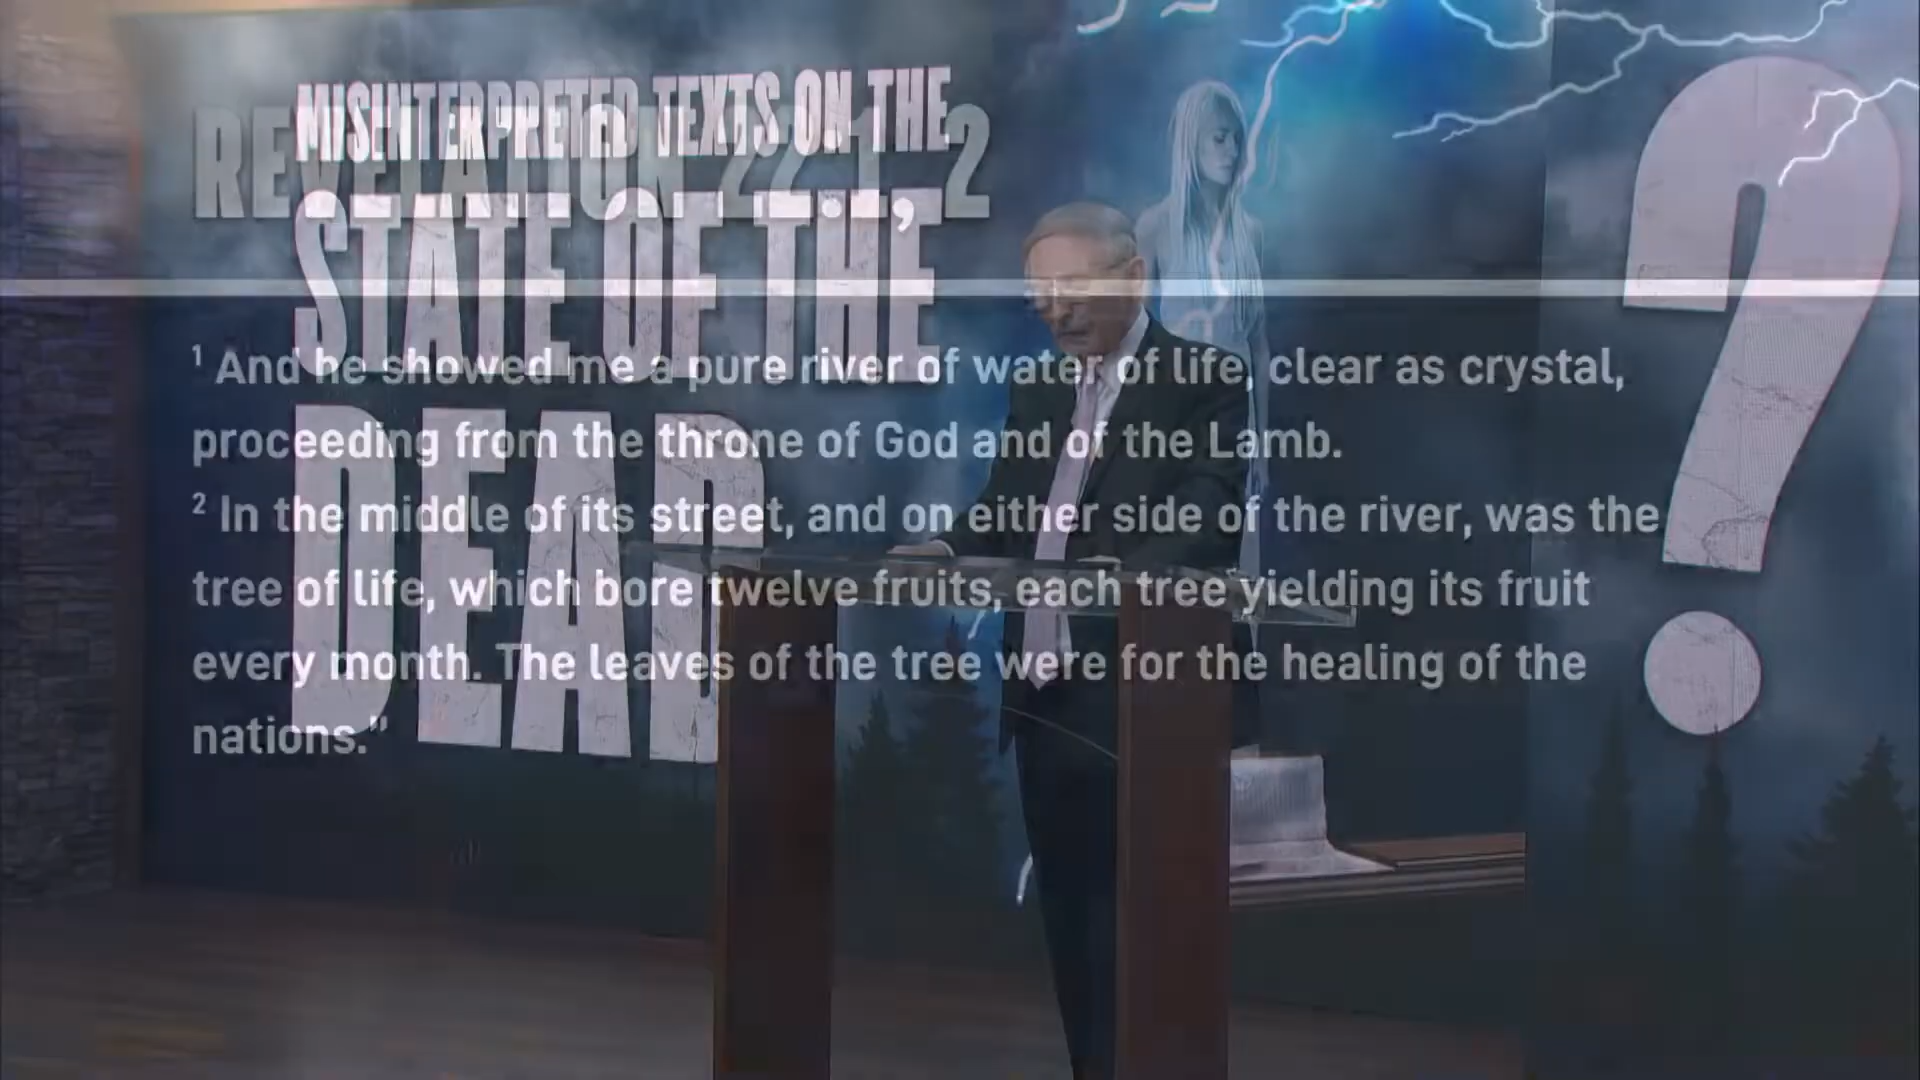 MISINTERPRETED TEXTS ON THE
STATE OF THE
DEAD
?
REVELATION 22:1, 2
¹ And he showed me a pure river of water of life, clear as crystal,
proceeding from the throne of God and of the Lamb.
² In the middle of its street, and on either side of the river, was the
tree of life, which bore twelve fruits, each tree yielding its fruit
every month. The leaves of the tree were for the healing of the
nations.”